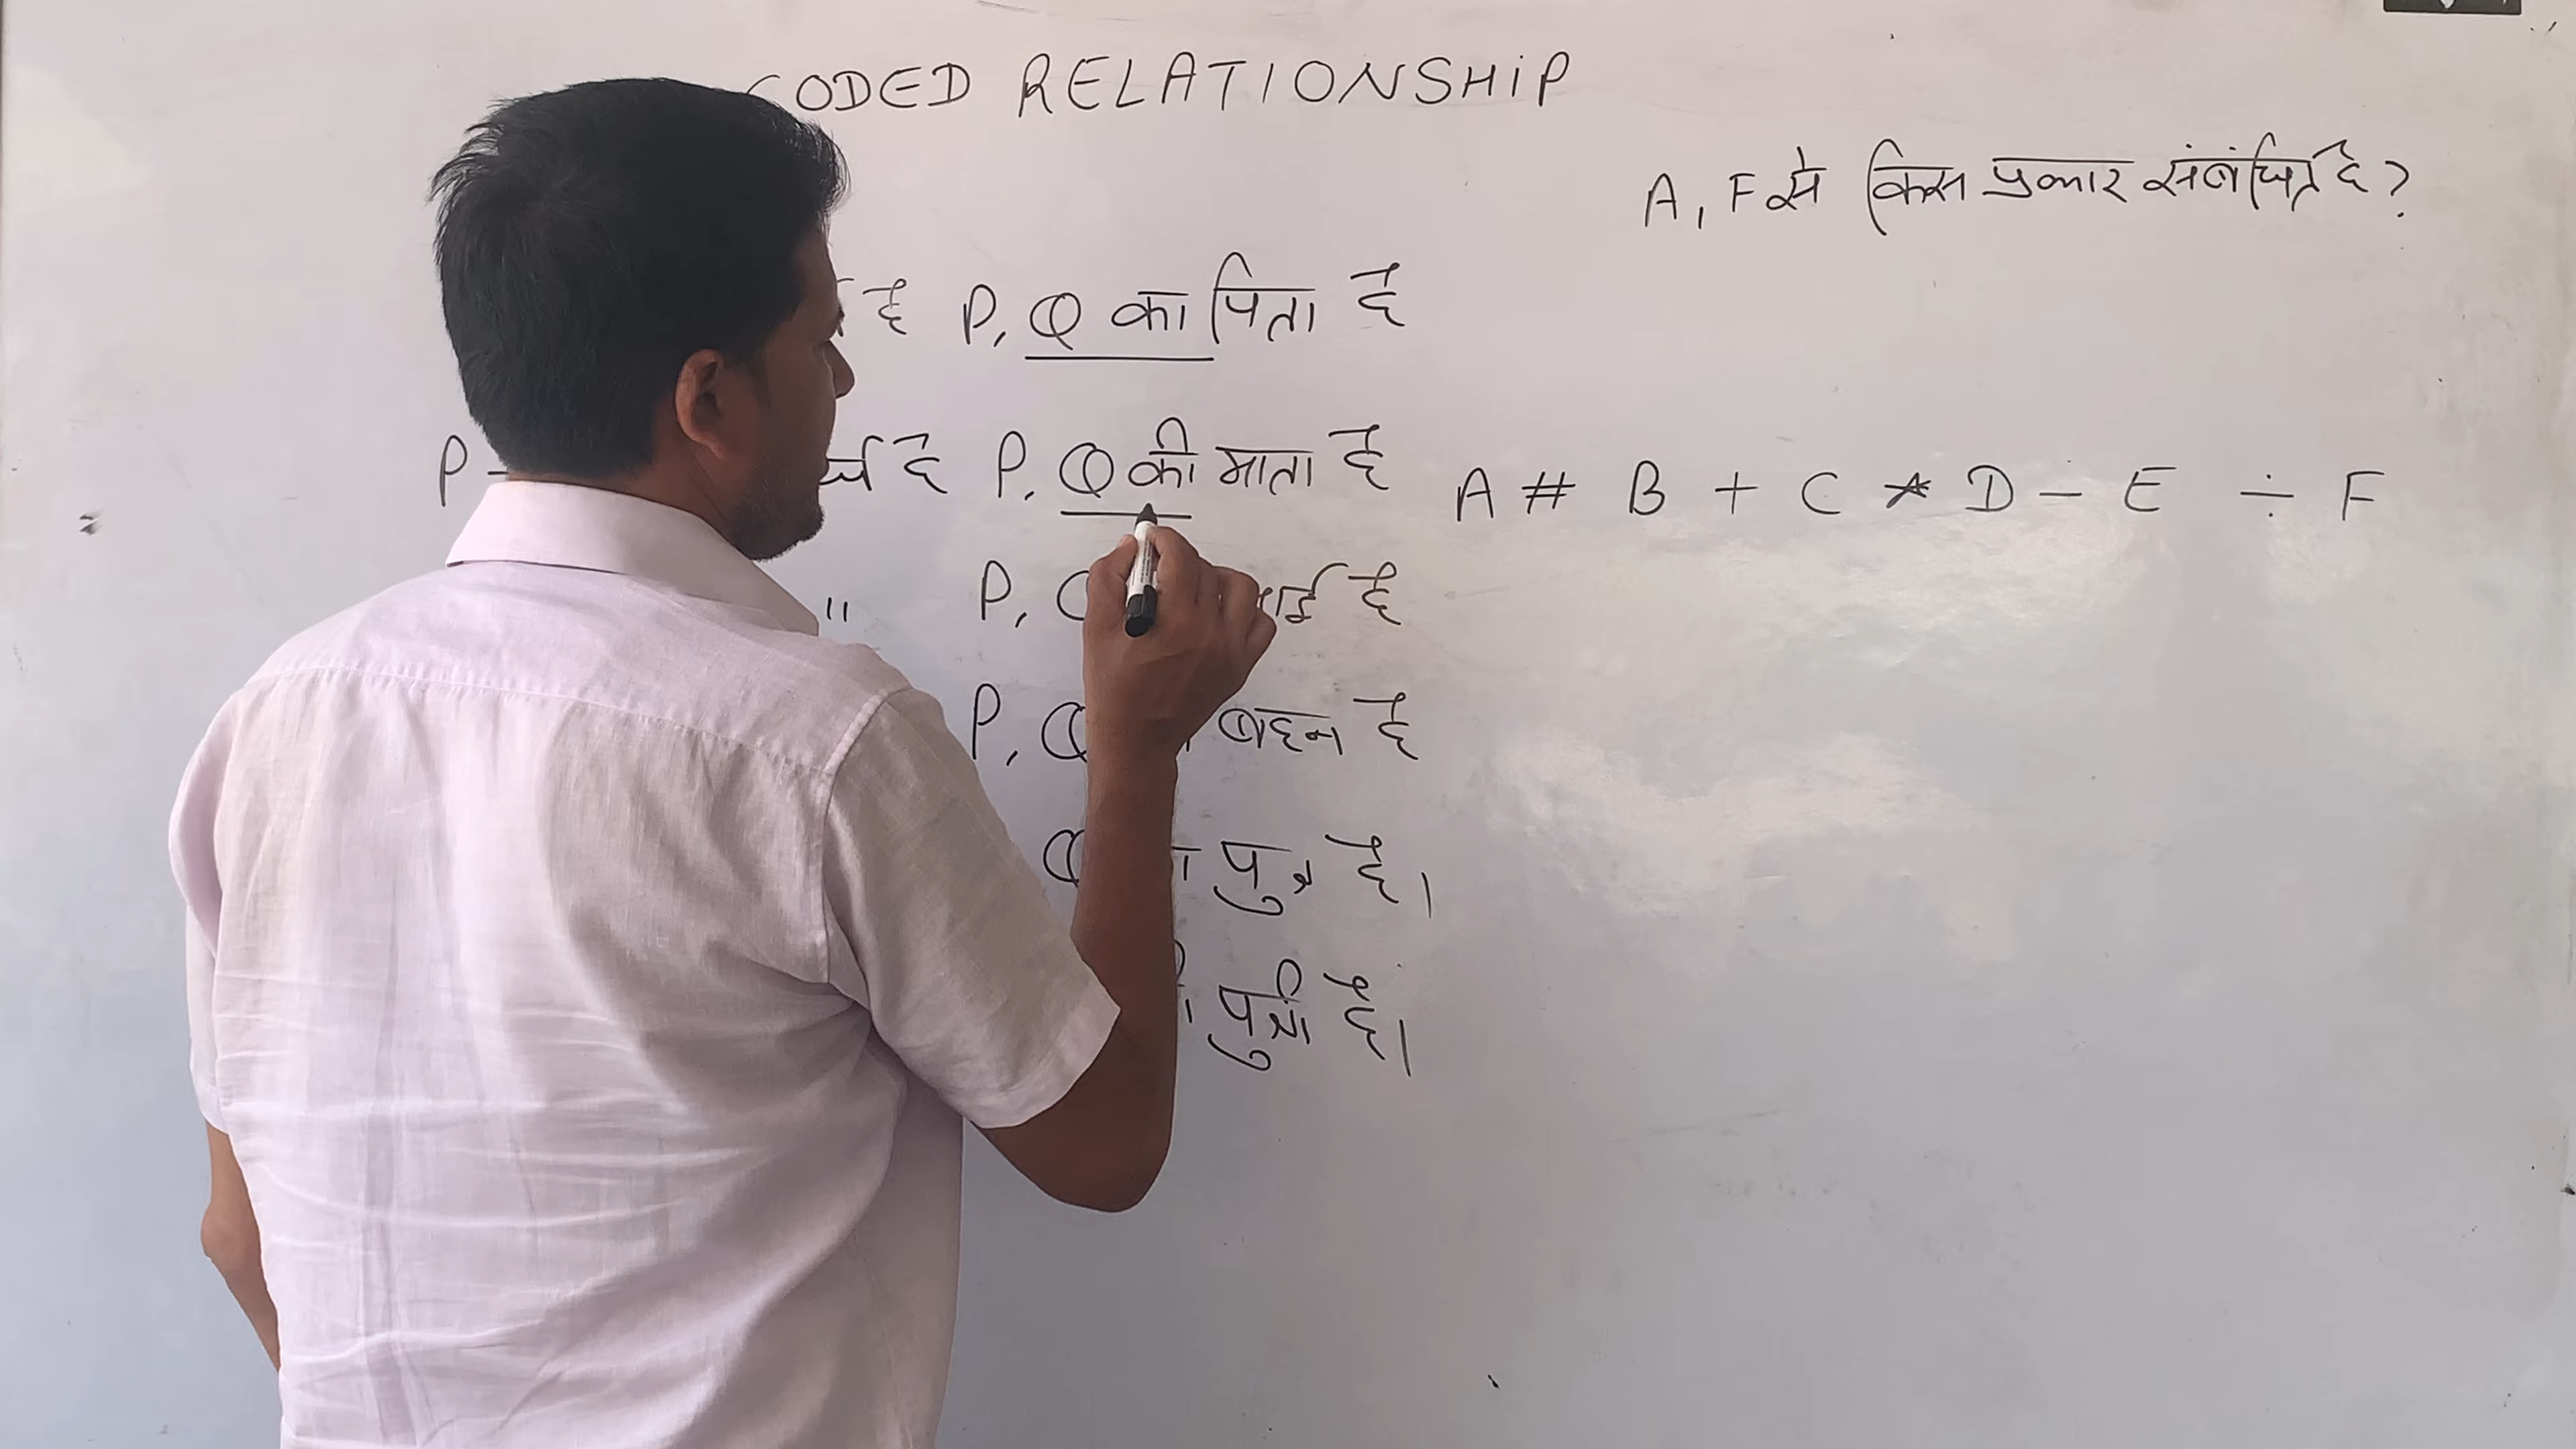 CODED RELATIONSHIP
A, F से किस प्रकार संबंधित है?
है P, Q का पिता है
P - र्थ है P, Q की माता है
A # B + C * D - E ÷ F
" P, है
P, बहन है
पुत्र है।
पुत्री है।